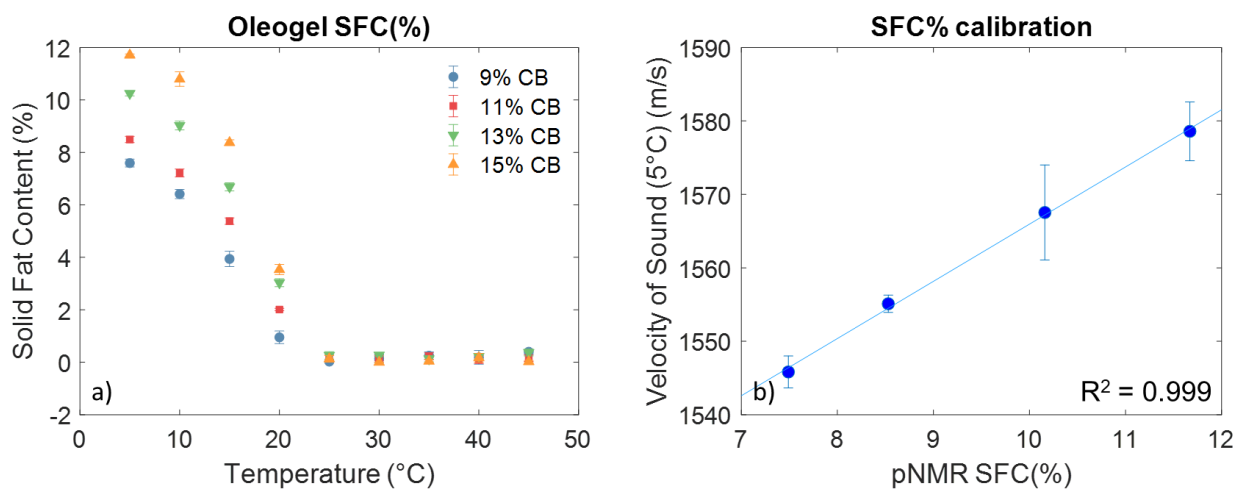 Oleogel SFC(%)
12
10
8
6
4
2
0
-2
Solid Fat Content (%)
9% CB
11% CB
13% CB
15% CB
a)
0
10
20
30
40
50
Temperature (°C)
SFC% calibration
1590
1580
1570
1560
1550
1540
Velocity of Sound (5°C) (m/s)
b)
R² = 0.999
7
8
9
10
11
12
pNMR SFC(%)